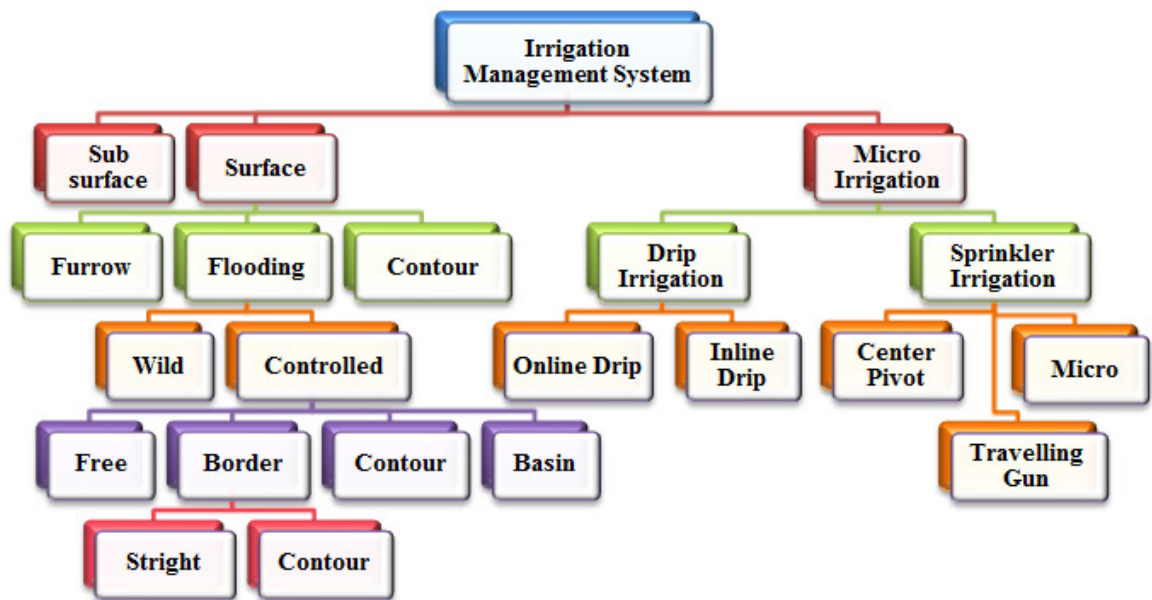 Irrigation
Management System
Sub
surface
Surface
Micro
Irrigation
Furrow
Flooding
Contour
Drip
Irrigation
Sprinkler
Irrigation
Wild
Controlled
Online Drip
Inline
Drip
Center
Pivot
Micro
Free
Border
Contour
Basin
Travelling
Gun
Stright
Contour